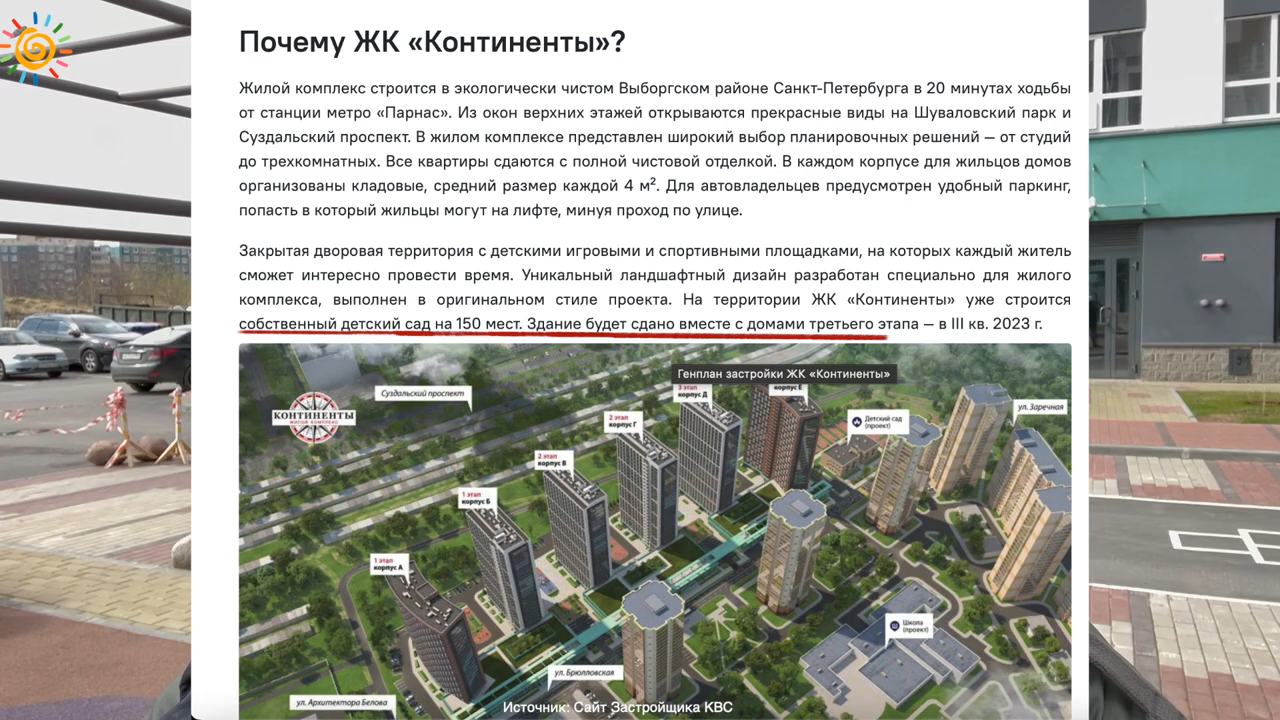 Почему ЖК «Континенты»?
Жилой комплекс строится в экологически чистом Выборгском районе Санкт-Петербурга в 20 минутах ходьбы
от станции метро «Парнас». Из окон верхних этажей открываются прекрасные виды на Шуваловский парк и
Суздальский проспект. В жилом комплексе представлен широкий выбор планировочных решений — от студий
до трехкомнатных. Все квартиры сдаются с полной чистовой отделкой. В каждом корпусе для жильцов домов
организованы кладовые, средний размер каждой 4 м². Для автовладельцев предусмотрен удобный паркинг,
попасть в который жильцы могут на лифте, минуя проход по улице.
Закрытая дворовая территория с детскими игровыми и спортивными площадками, на которых каждый житель
сможет интересно провести время. Уникальный ландшафтный дизайн разработан специально для жилого
комплекса, выполнен в оригинальном стиле проекта. На территории ЖК «Континенты» уже строится
собственный детский сад на 150 мест. Здание будет сдано вместе с домами третьего этапа — в III кв. 2023 г.
Генплан застройки ЖК «Континенты»
Суздальский проспект
КОНТИНЕНТЫ
ЖИЛОЙ КОМПЛЕКС
3 этап
корпус Д
корпус Е
ул. Заречная
Детский сад
(проект)
2 этап
корпус Г
2 этап
корпус В
1 этап
корпус Б
1 этап
корпус А
Школа
(проект)
ул. Брюлловская
ул. Архитектора Белова
Источник: Сайт Застройщика КВС